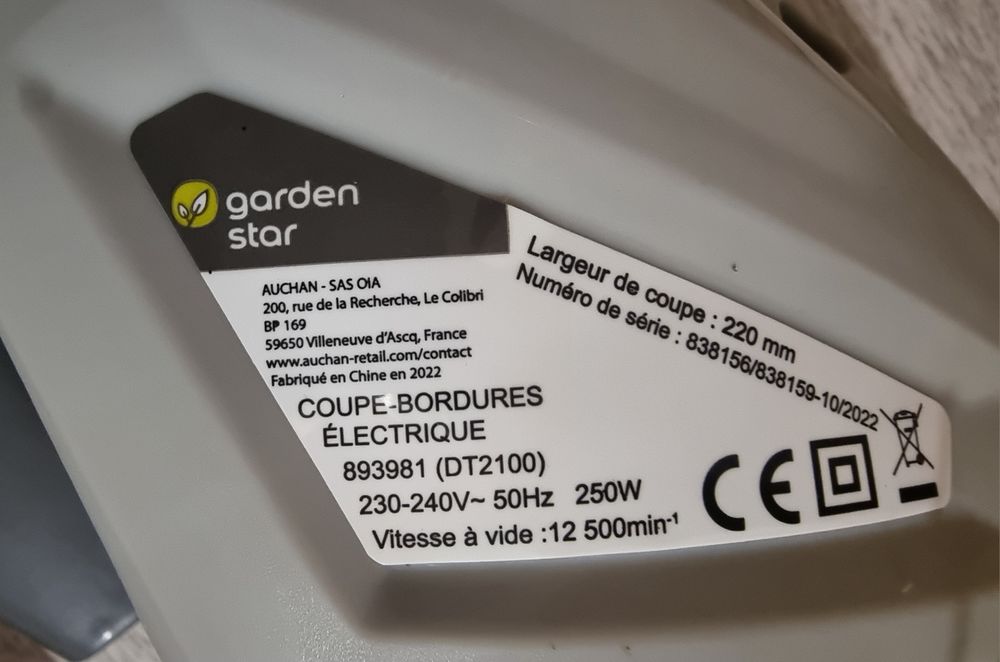 garden
star
AUCHAN - SAS OIA
200, rue de la Recherche, Le Colibri
BP 169
59650 Villeneuve d'Ascq, France
www.auchan-retail.com/contact
Fabriqué en Chine en 2022
COUPE-BORDURES
ÉLECTRIQUE
893981 (DT2100)
230-240V~ 50Hz 250W
Vitesse à vide :12 500min⁻¹
Largeur de coupe : 220 mm
Numéro de série : 838156/838159-10/2022
CE